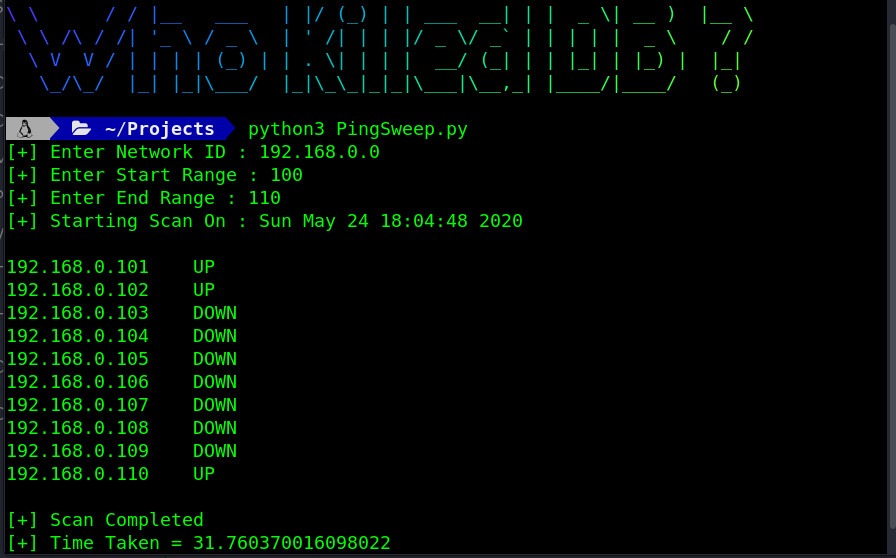 WhoKilledDB?
~/Projects python3 PingSweep.py
[+] Enter Network ID : 192.168.0.0
[+] Enter Start Range : 100
[+] Enter End Range : 110
[+] Starting Scan On : Sun May 24 18:04:48 2020
192.168.0.101 UP
192.168.0.102 UP
192.168.0.103 DOWN
192.168.0.104 DOWN
192.168.0.105 DOWN
192.168.0.106 DOWN
192.168.0.107 DOWN
192.168.0.108 DOWN
192.168.0.109 DOWN
192.168.0.110 UP
[+] Scan Completed
[+] Time Taken = 31.760370016098022